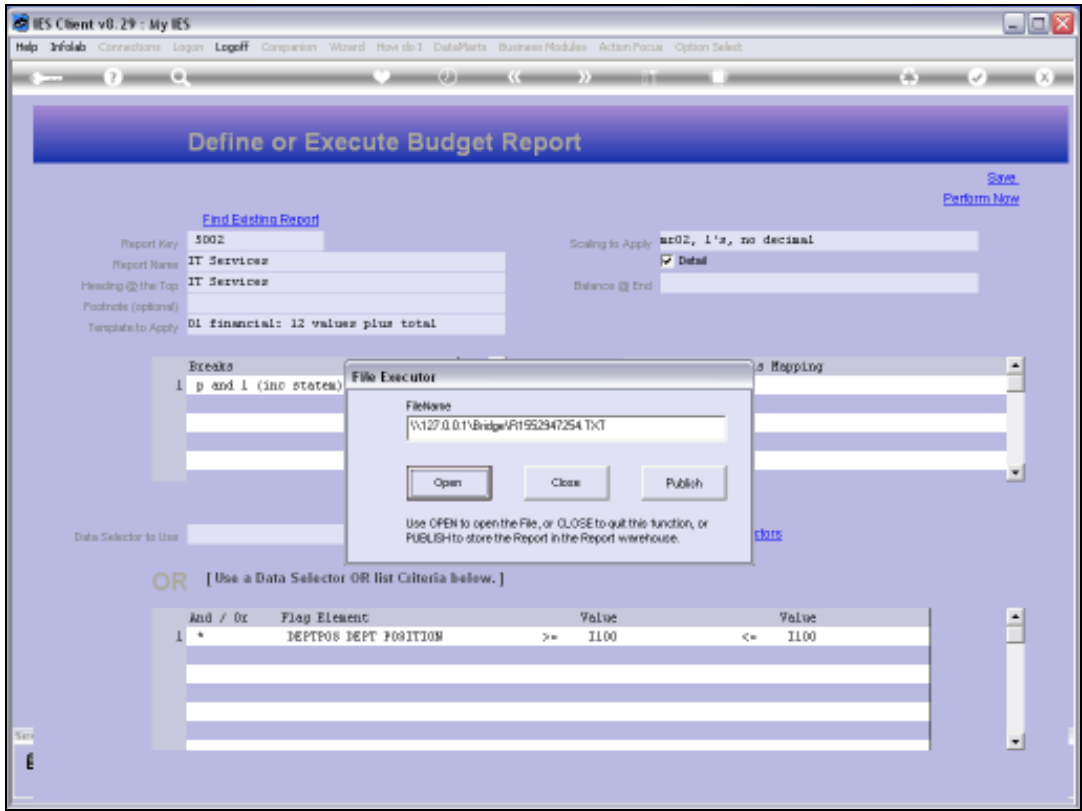 IES Client v8.29 : My IES
Help Infolab Connections Logon Logoff Companion Wizard How do I DataMarts Business Modules Action Focus Option Select
Define or Execute Budget Report
Save
Perform Now
Find Existing Report
Report Key 5002
Scaling to Apply mr02, 1's, no decimal
Report Name IT Services
Detail
Heading @ the Top IT Services
Balance @ End
Footnote (optional)
Template to Apply 01 financial: 12 values plus total
Breaks
s Mapping
1 p and l (inc statem)
File Executor
FileName
\\127.0.0.1\Bridge\R1552947254.TXT
Open Close Publish
Use OPEN to open the File, or CLOSE to quit this function, or
PUBLISH to store the Report in the Report warehouse.
Data Selector to Use
ctors
OR [ Use a Data Selector OR list Criteria below. ]
And / Or Flag Element Value Value
1 * DEPTPOS DEPT POSITION >= I100 <= I100